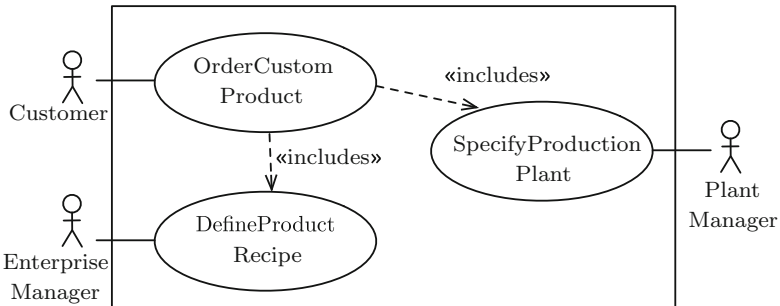 OrderCustom
Product
«includes»
Customer
SpecifyProduction
Plant
«includes»
Plant
Manager
DefineProduct
Recipe
Enterprise
Manager